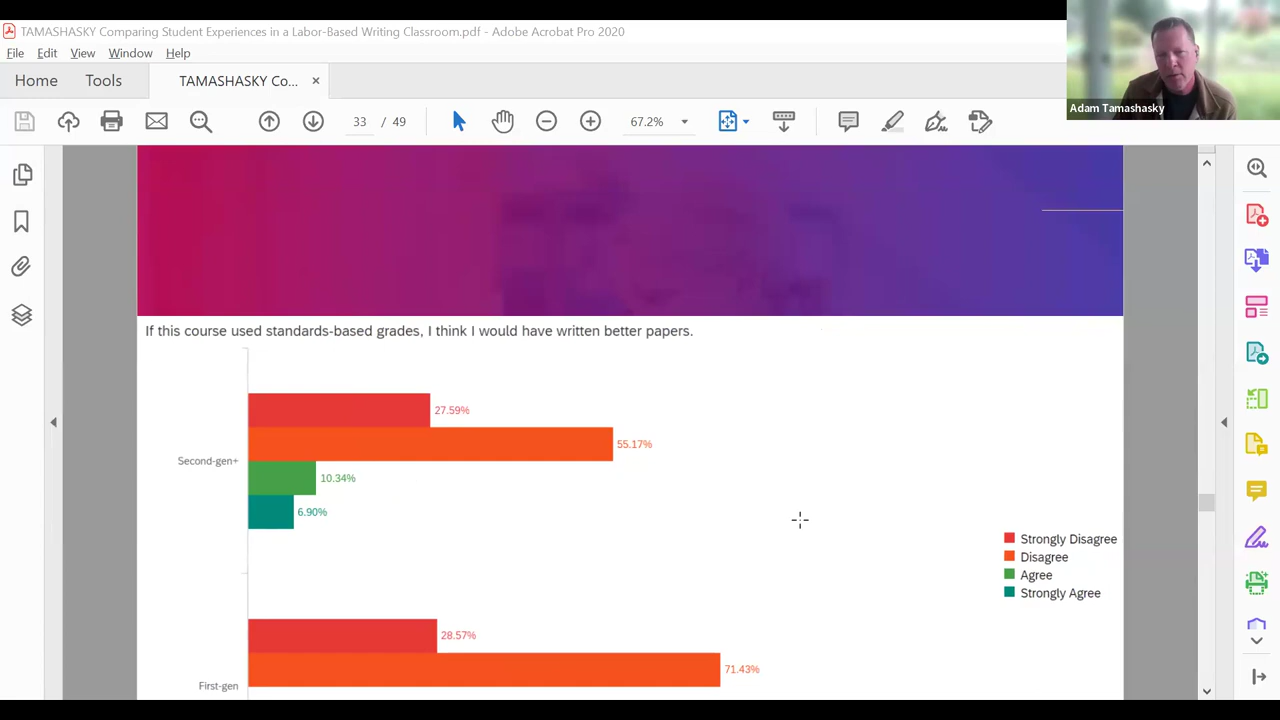 TAMASHASKY Comparing Student Experiences in a Labor-Based Writing Classroom.pdf - Adobe Acrobat Pro 2020
File Edit View Window Help
Home Tools TAMASHASKY Co... ×
33 / 49 67.2%
Adam Tamashasky
If this course used standards-based grades, I think I would have written better papers.
27.59%
55.17%
Second-gen+
10.34%
6.90%
Strongly Disagree
Disagree
Agree
Strongly Agree
28.57%
71.43%
First-gen